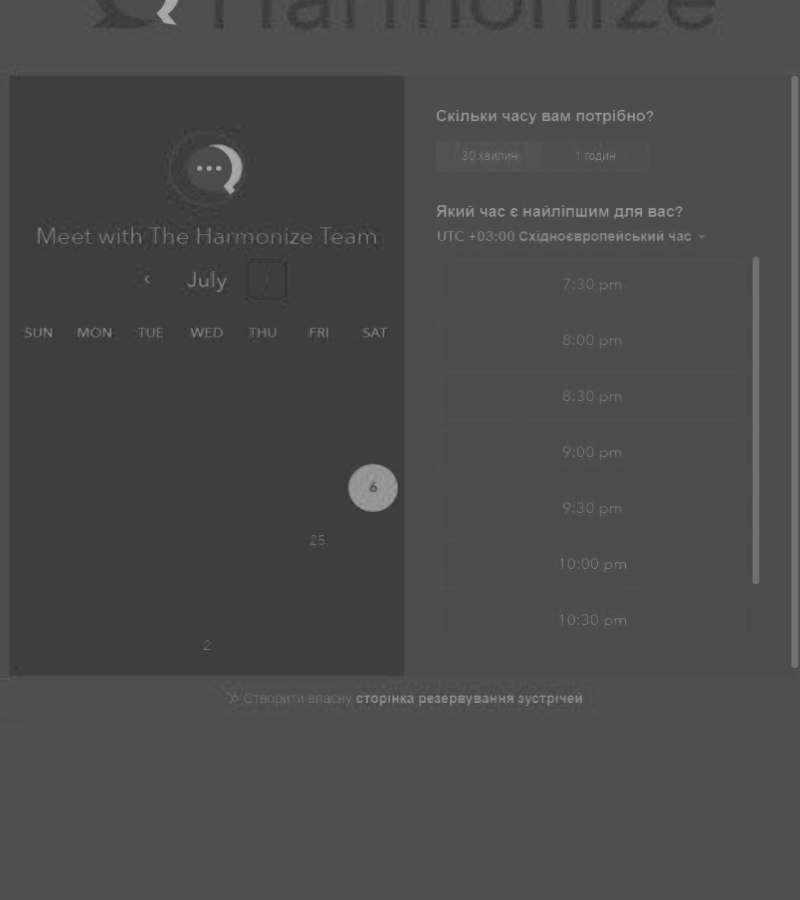 Harmonize
Meet with The Harmonize Team
‹ July ›
SUN MON TUE WED THU FRI SAT
6
25
2
Скільки часу вам потрібно?
30 хвилин 1 годин
Який час є найліпшим для вас?
UTC +03:00 Східноєвропейський час
7:30 pm
8:00 pm
8:30 pm
9:00 pm
9:30 pm
10:00 pm
10:30 pm
Створити власну сторінка резервування зустрічей